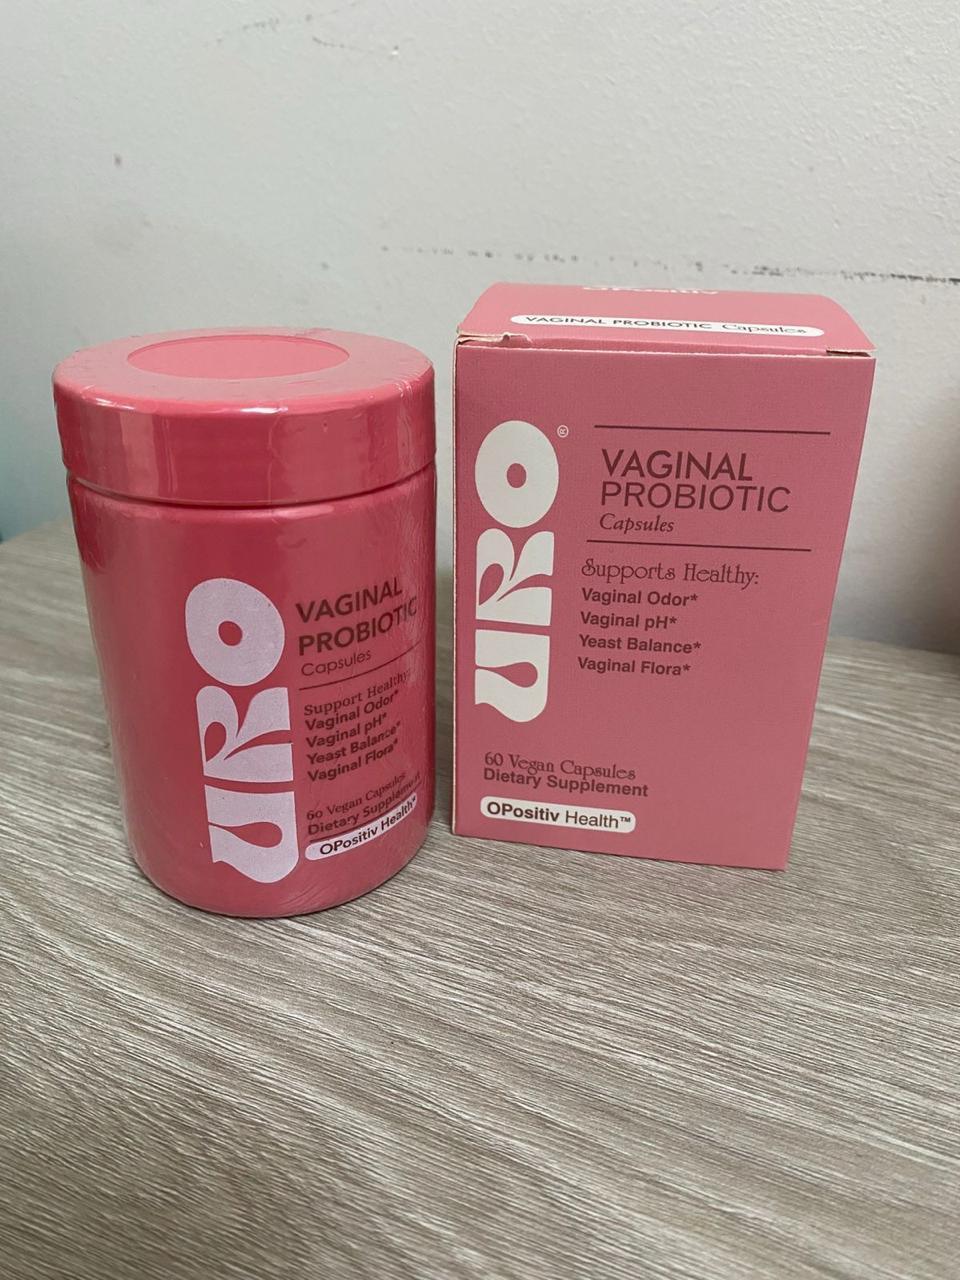 URO
VAGINAL
PROBIOTIC
Capsules
Support Healthy:
Vaginal Odor*
Vaginal pH*
Yeast Balance*
Vaginal Flora*
60 Vegan Capsules
Dietary Supplement
OPositiv Health™
VAGINAL PROBIOTIC Capsules
URO®
VAGINAL
PROBIOTIC
Capsules
Supports Healthy:
Vaginal Odor*
Vaginal pH*
Yeast Balance*
Vaginal Flora*
60 Vegan Capsules
Dietary Supplement
OPositiv Health™